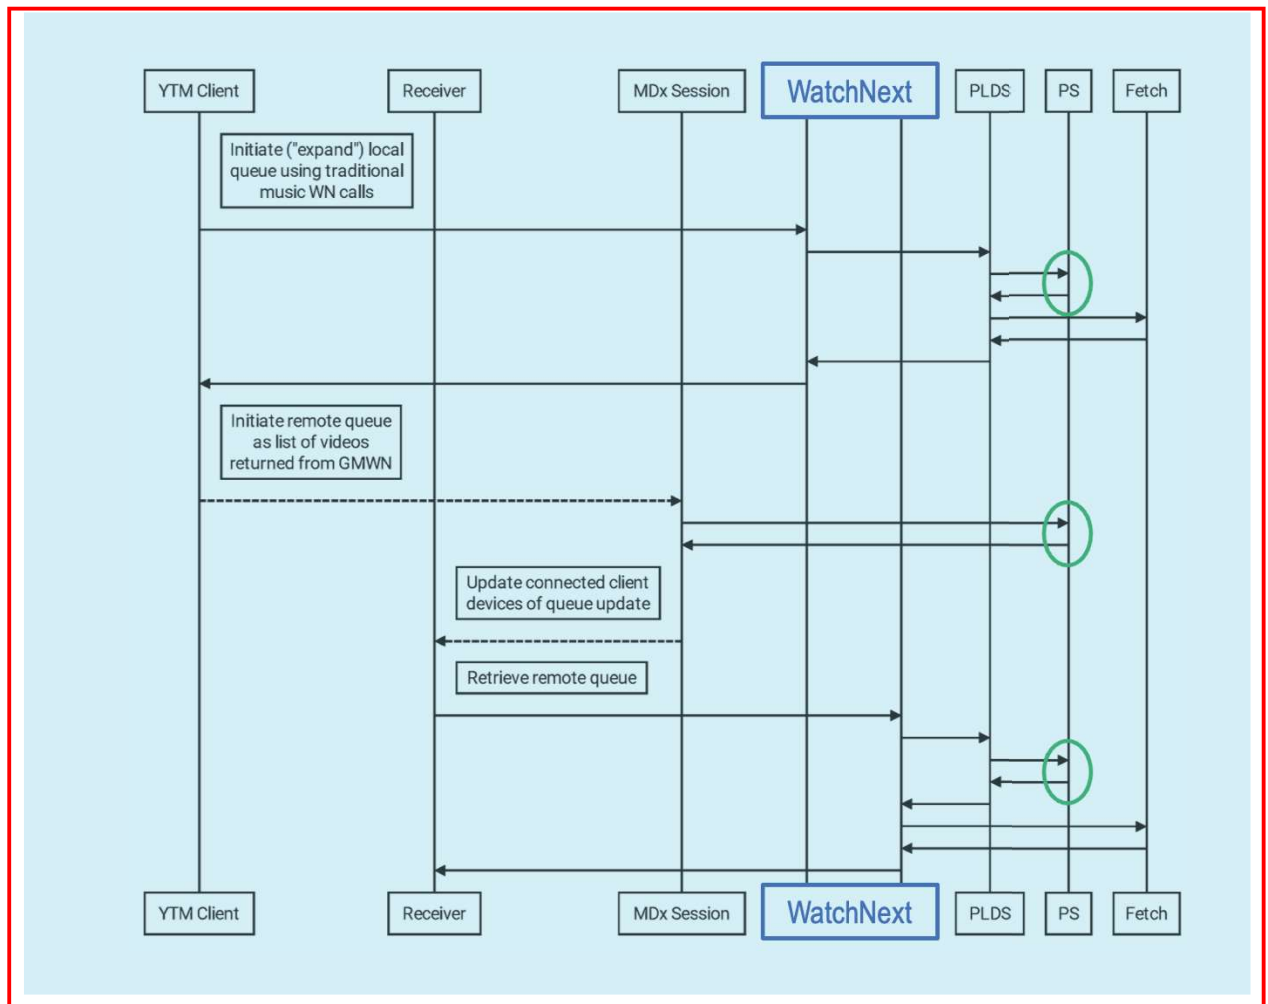 YTM Client
Receiver
MDx Session
WatchNext
PLDS
PS
Fetch
Initiate ("expand") local
queue using traditional
music WN calls
Initiate remote queue
as list of videos
returned from GMWN
Update connected client
devices of queue update
Retrieve remote queue
YTM Client
Receiver
MDx Session
WatchNext
PLDS
PS
Fetch